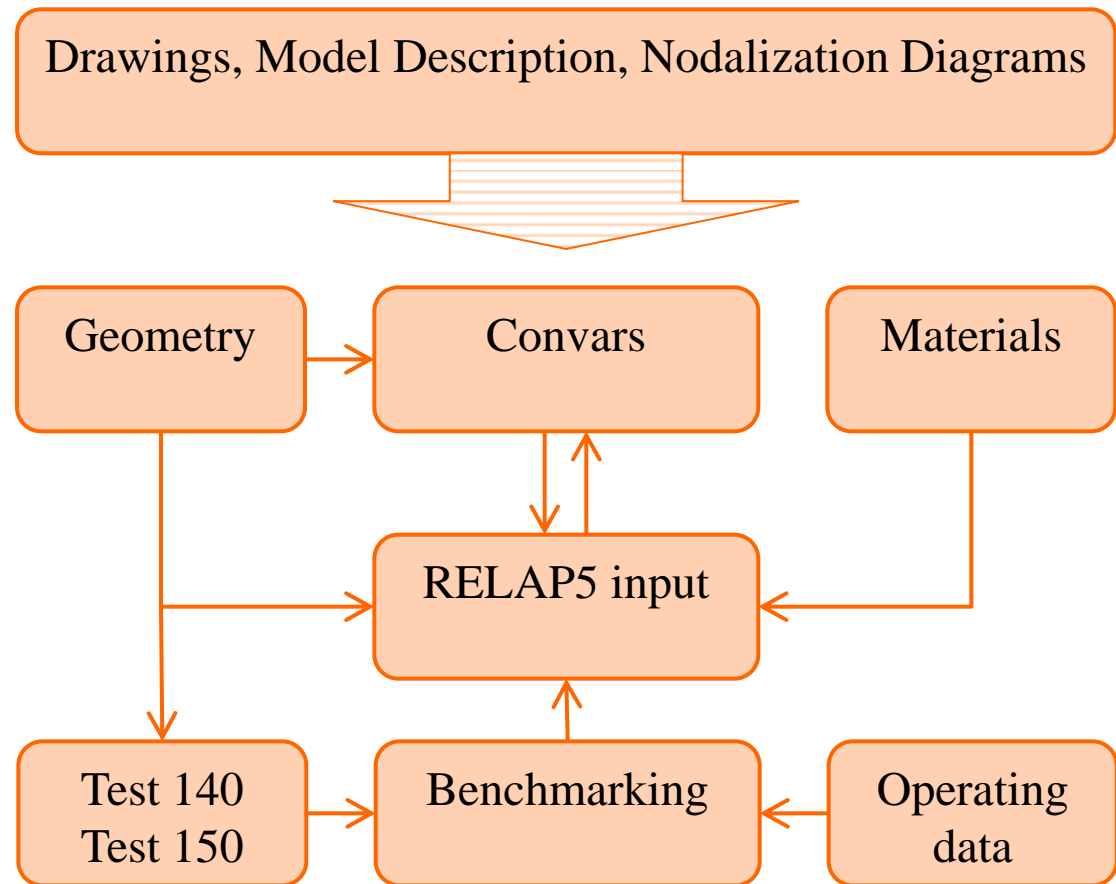 Drawings, Model Description, Nodalization Diagrams
Geometry
Convars
Materials
RELAP5 input
Test 140
Test 150
Benchmarking
Operating
data